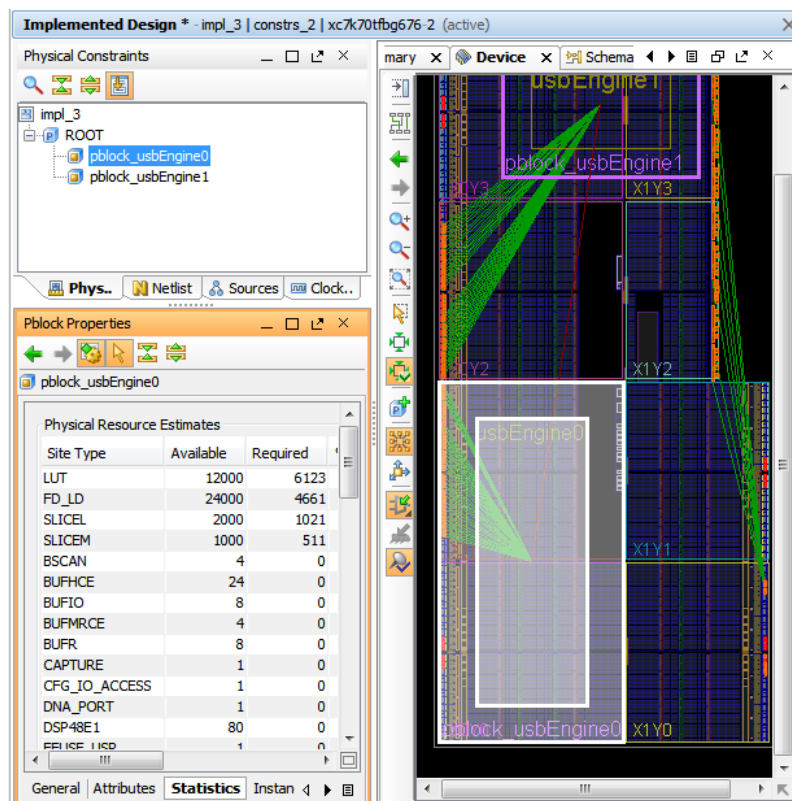 Implemented Design * - impl_3 | constrs_2 | xc7k70tfbg676-2 (active)
Physical Constraints
impl_3
ROOT
pblock_usbEngine0
pblock_usbEngine1
Phys..
Netlist
Sources
Clock..
Pblock Properties
pblock_usbEngine0
Physical Resource Estimates
Site Type Available Required
LUT 12000 6123
FD_LD 24000 4661
SLICEL 2000 1021
SLICEM 1000 511
BSCAN 4 0
BUFHCE 24 0
BUFIO 8 0
BUFMRCE 4 0
BUFR 8 0
CAPTURE 1 0
CFG_IO_ACCESS 1 0
DNA_PORT 1 0
DSP48E1 80 0
EFUSE_USR 1 0
General Attributes Statistics Instan
mary Device Schema
usbEngine1
pblock_usbEngine1
X1Y3
X1Y2
usbEngine0
X1Y1
pblock_usbEngine0
X1Y0